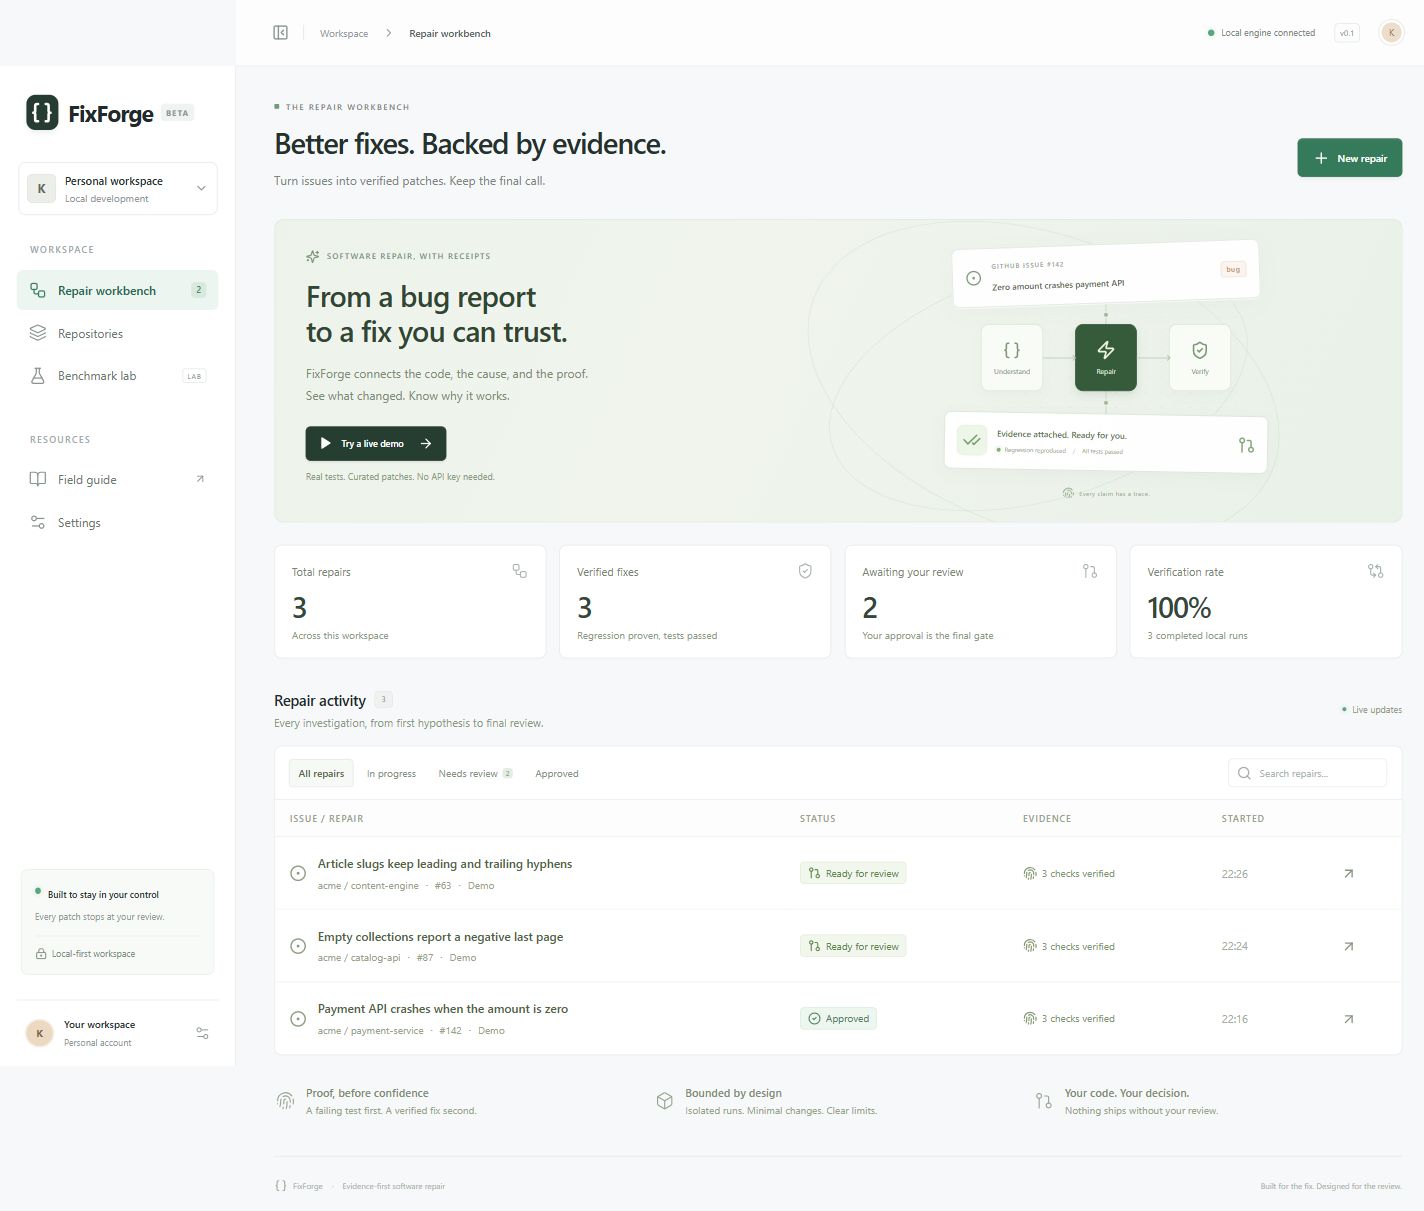 Workspace
Repair workbench
Local engine connected
v0.1
K
{ } FixForge BETA
K
Personal workspace
Local development
WORKSPACE
Repair workbench 2
Repositories
Benchmark lab LAB
RESOURCES
Field guide
Settings
Built to stay in your control
Every patch stops at your review.
Local-first workspace
K
Your workspace
Personal account
THE REPAIR WORKBENCH
Better fixes. Backed by evidence.
Turn issues into verified patches. Keep the final call.
New repair
SOFTWARE REPAIR, WITH RECEIPTS
From a bug report
to a fix you can trust.
FixForge connects the code, the cause, and the proof.
See what changed. Know why it works.
Try a live demo
Real tests. Curated patches. No API key needed.
GITHUB ISSUE #142
Zero amount crashes payment API
bug
{ }
Understand
Repair
Verify
Evidence attached. Ready for you.
Regression reproduced / All tests passed
Every claim has a trace.
Total repairs
3
Across this workspace
Verified fixes
3
Regression proven, tests passed
Awaiting your review
2
Your approval is the final gate
Verification rate
100%
3 completed local runs
Repair activity 3
Every investigation, from first hypothesis to final review.
Live updates
All repairs
In progress
Needs review 2
Approved
Search repairs...
ISSUE / REPAIR
STATUS
EVIDENCE
STARTED
Article slugs keep leading and trailing hyphens
acme / content-engine · #63 · Demo
Ready for review
3 checks verified
22:26
Empty collections report a negative last page
acme / catalog-api · #87 · Demo
Ready for review
3 checks verified
22:24
Payment API crashes when the amount is zero
acme / payment-service · #142 · Demo
Approved
3 checks verified
22:16
Proof, before confidence
A failing test first. A verified fix second.
Bounded by design
Isolated runs. Minimal changes. Clear limits.
Your code. Your decision.
Nothing ships without your review.
{ } FixForge · Evidence-first software repair
Built for the fix. Designed for the review.